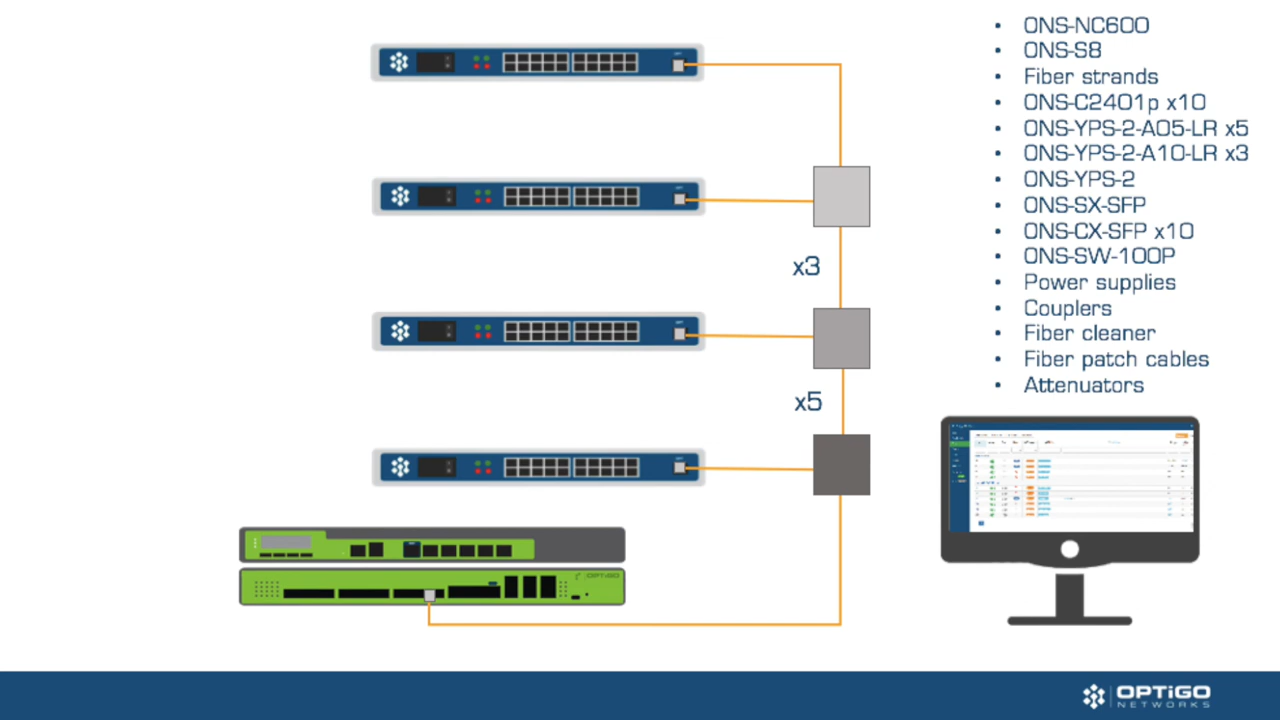 • ONS-NC600
• ONS-S8
• Fiber strands
• ONS-C2401p x10
• ONS-YPS-2-A05-LR x5
• ONS-YPS-2-A10-LR x3
• ONS-YPS-2
• ONS-SX-SFP
• ONS-CX-SFP x10
• ONS-SW-100P
• Power supplies
• Couplers
• Fiber cleaner
• Fiber patch cables
• Attenuators
x3
x5
OPTIGO
OPTiGO
NETWORKS